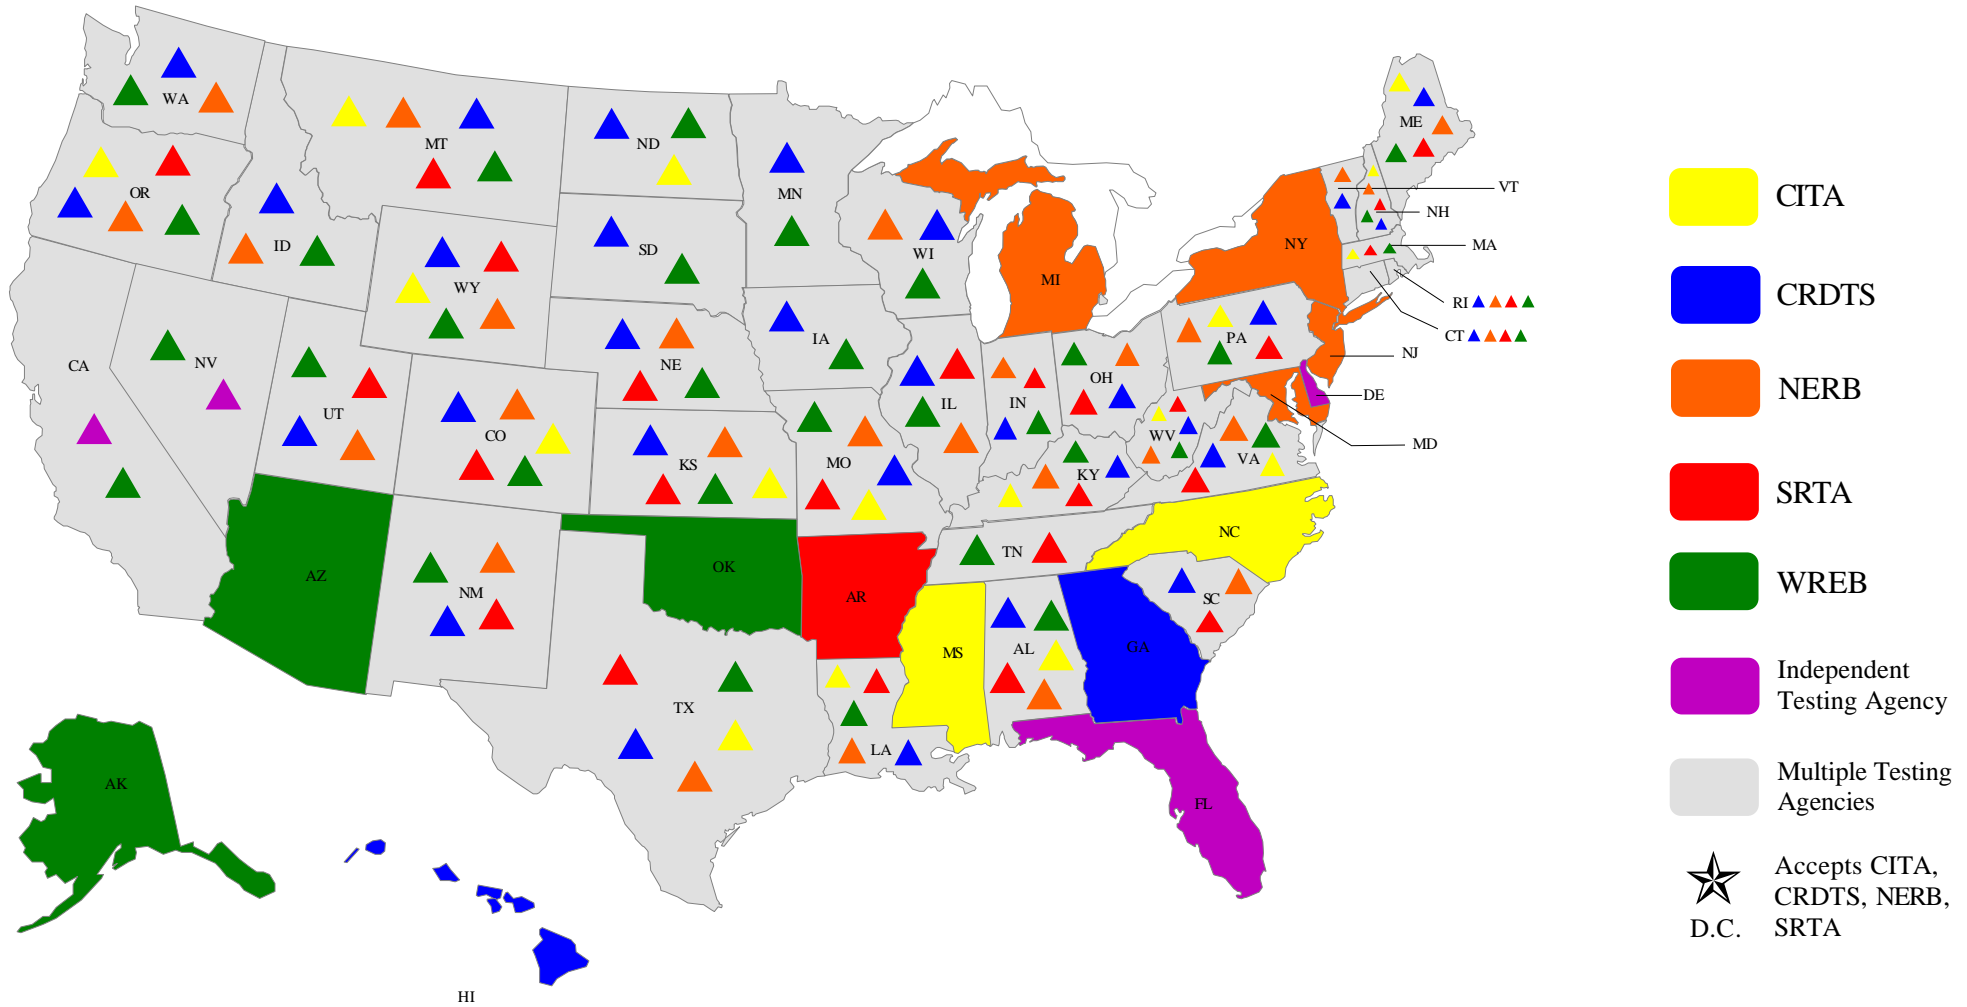 WA
MT
ND
MN
ME
OR
ID
SD
WI
VT
NH
NY
MA
WY
MI
RI
CT
CA
NV
NE
IA
PA
NJ
UT
OH
DE
CO
IL
IN
MD
KS
MO
KY
WV
VA
AZ
NM
OK
TN
NC
AR
SC
MS
AL
GA
TX
LA
AK
FL
HI
CITA
CRDTS
NERB
SRTA
WREB
Independent
Testing Agency
Multiple Testing
Agencies
Accepts CITA,
CRDTS, NERB,
SRTA
D.C.